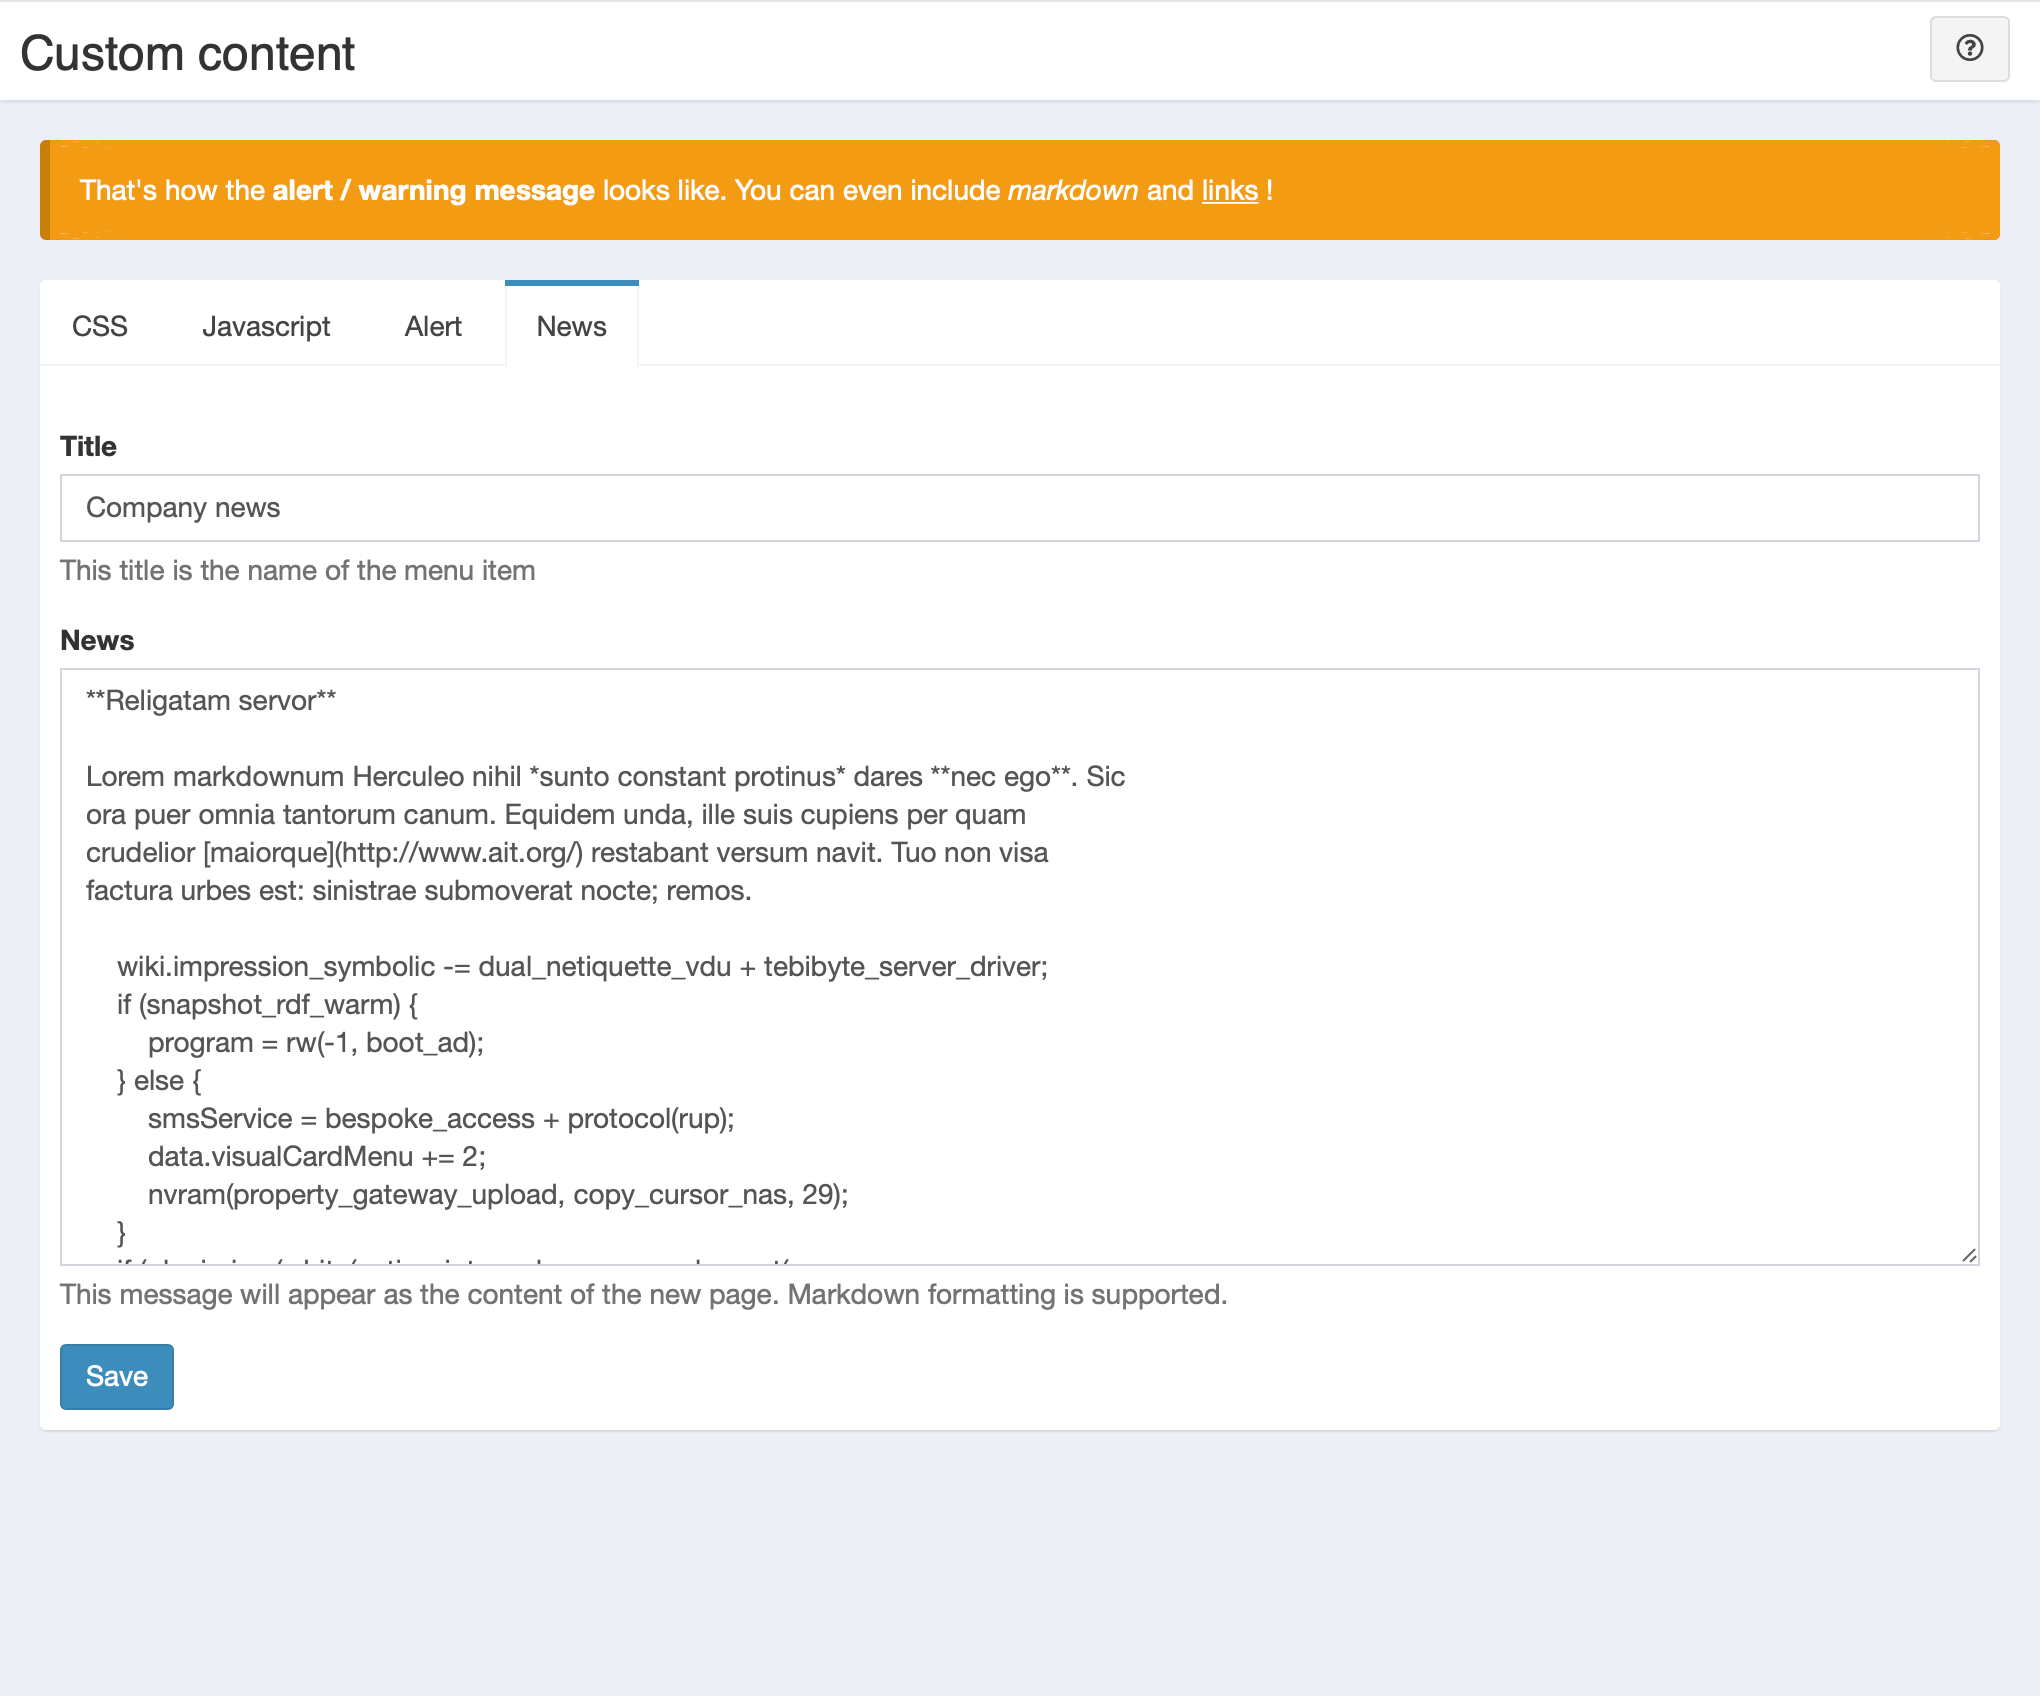 Custom content
That's how the alert / warning message looks like. You can even include markdown and links !
CSS Javascript Alert News
Title
Company news
This title is the name of the menu item
News
**Religatam servor**
Lorem markdownum Herculeo nihil *sunto constant protinus* dares **nec ego**. Sic
ora puer omnia tantorum canum. Equidem unda, ille suis cupiens per quam
crudelior [maiorque](http://www.ait.org/) restabant versum navit. Tuo non visa
factura urbes est: sinistrae submoverat nocte; remos.
wiki.impression_symbolic -= dual_netiquette_vdu + tebibyte_server_driver;
if (snapshot_rdf_warm) {
program = rw(-1, boot_ad);
} else {
smsService = bespoke_access + protocol(rup);
data.visualCardMenu += 2;
nvram(property_gateway_upload, copy_cursor_nas, 29);
}
This message will appear as the content of the new page. Markdown formatting is supported.
Save